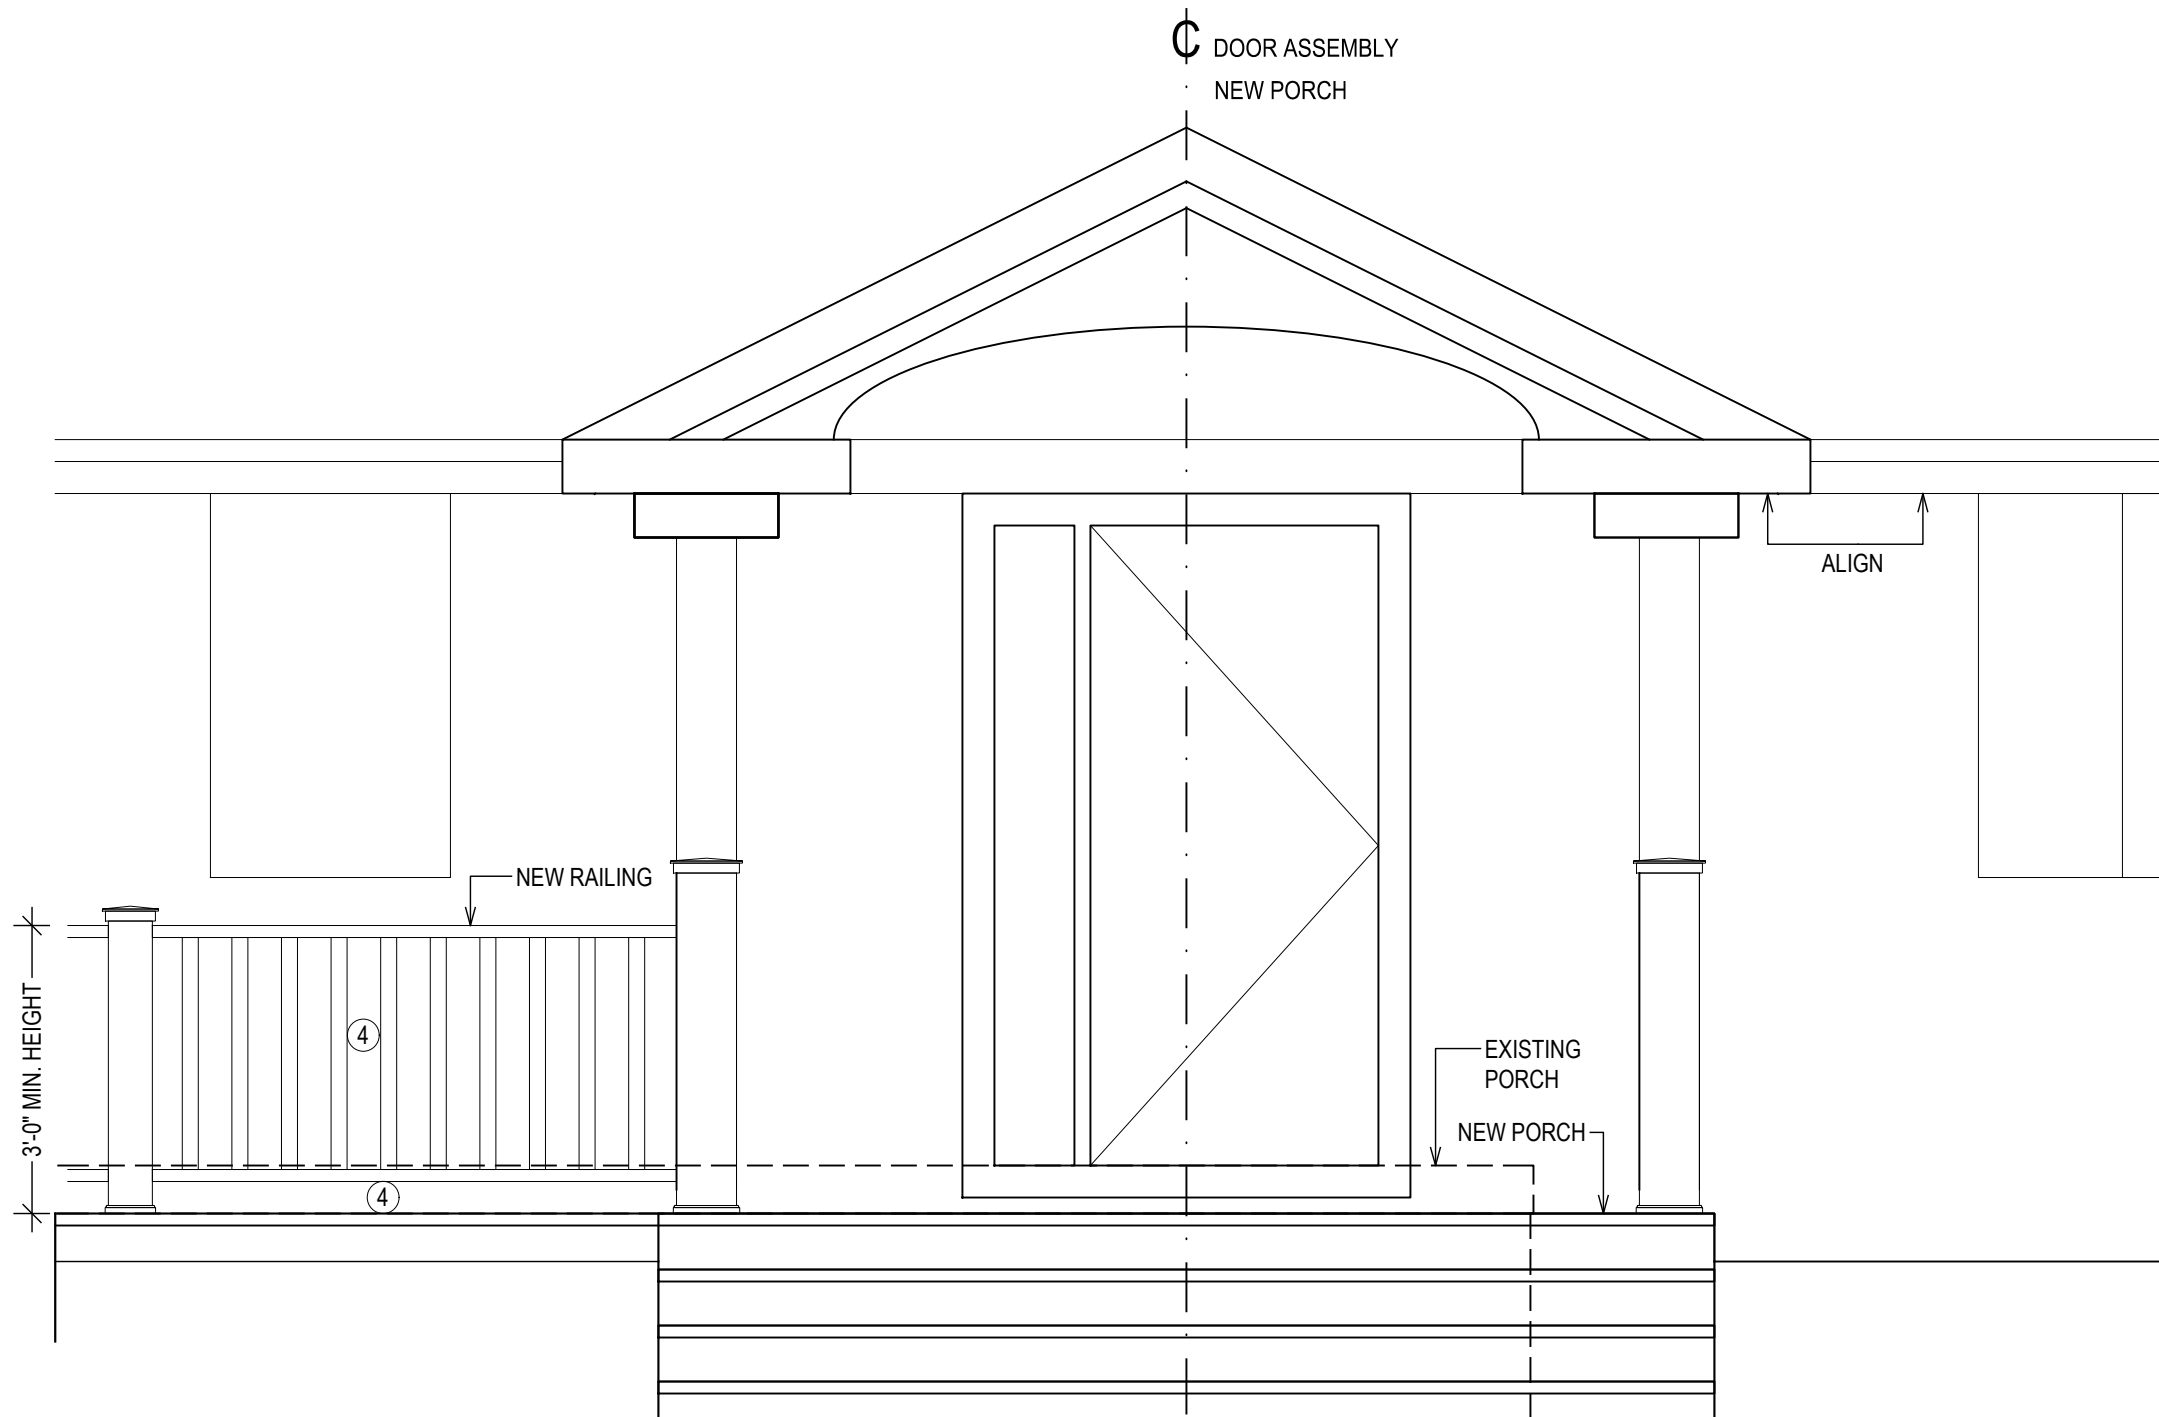 ℄ DOOR ASSEMBLY
NEW PORCH
ALIGN
NEW RAILING
3'-0" MIN. HEIGHT
4
EXISTING
PORCH
NEW PORCH
4